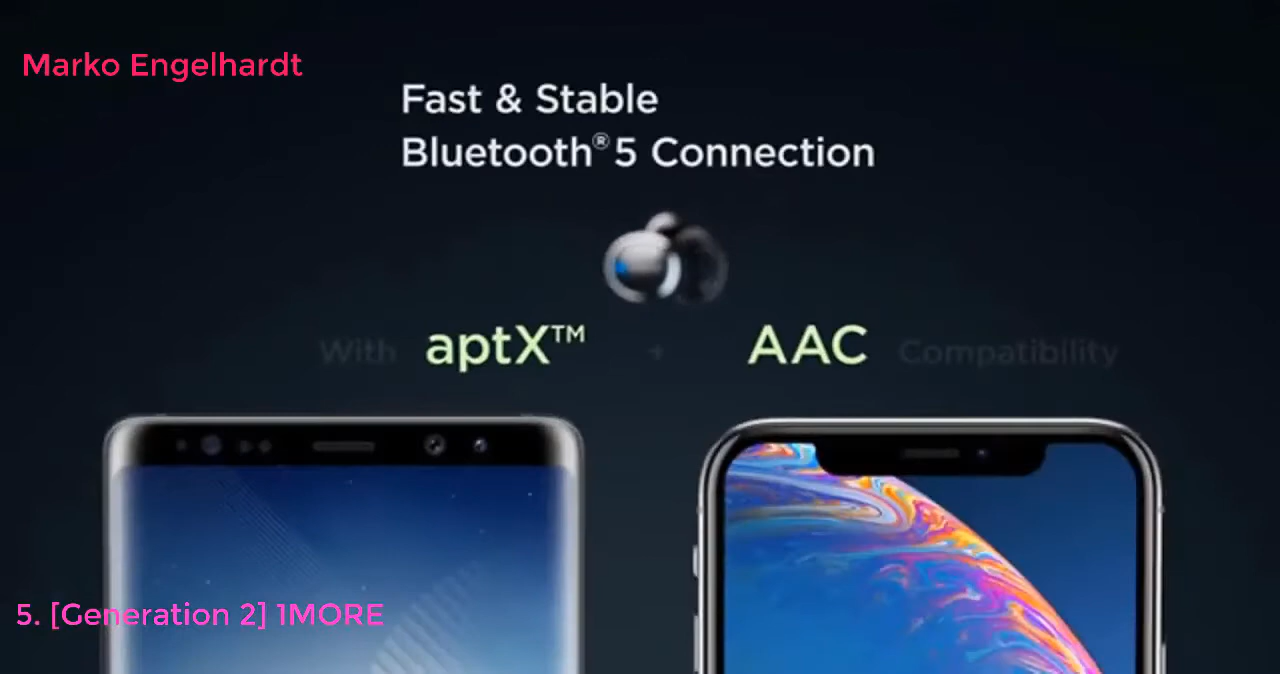 Marko Engelhardt
Fast & Stable
Bluetooth® 5 Connection
With aptX™ + AAC Compatibility
5. [Generation 2] 1MORE